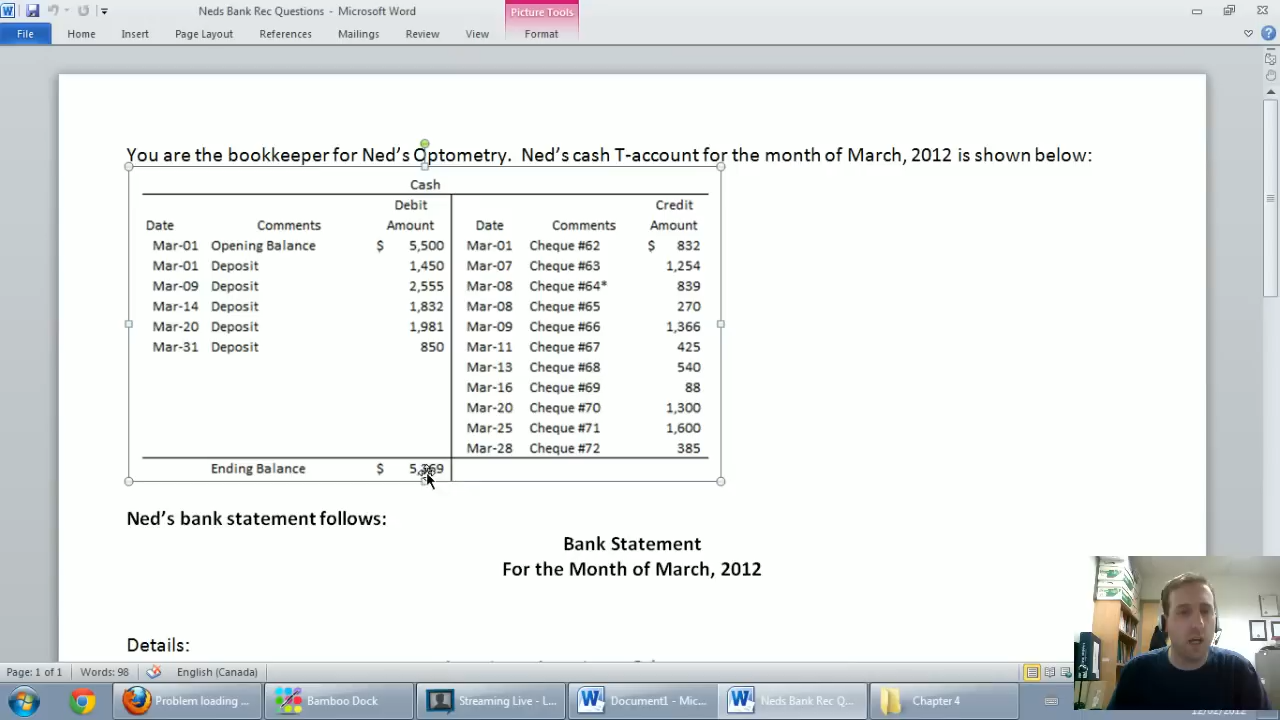 Neds Bank Rec Questions - Microsoft Word
Picture Tools
File Home Insert Page Layout References Mailings Review View Format
You are the bookkeeper for Ned's Optometry. Ned's cash T-account for the month of March, 2012 is shown below:
Cash
Debit Credit
Date Comments Amount Date Comments Amount
Mar-01 Opening Balance $ 5,500 Mar-01 Cheque #62 $ 832
Mar-01 Deposit 1,450 Mar-07 Cheque #63 1,254
Mar-09 Deposit 2,555 Mar-08 Cheque #64* 839
Mar-14 Deposit 1,832 Mar-08 Cheque #65 270
Mar-20 Deposit 1,981 Mar-09 Cheque #66 1,366
Mar-31 Deposit 850 Mar-11 Cheque #67 425
Mar-13 Cheque #68 540
Mar-16 Cheque #69 88
Mar-20 Cheque #70 1,300
Mar-25 Cheque #71 1,600
Mar-28 Cheque #72 385
Ending Balance $ 5,269
Ned's bank statement follows:
Bank Statement
For the Month of March, 2012
Details:
Page: 1 of 1 Words: 98 English (Canada)
Problem loading ... Bamboo Dock Streaming Live - L... Document1 - Mic... Neds Bank Rec Q... Chapter 4